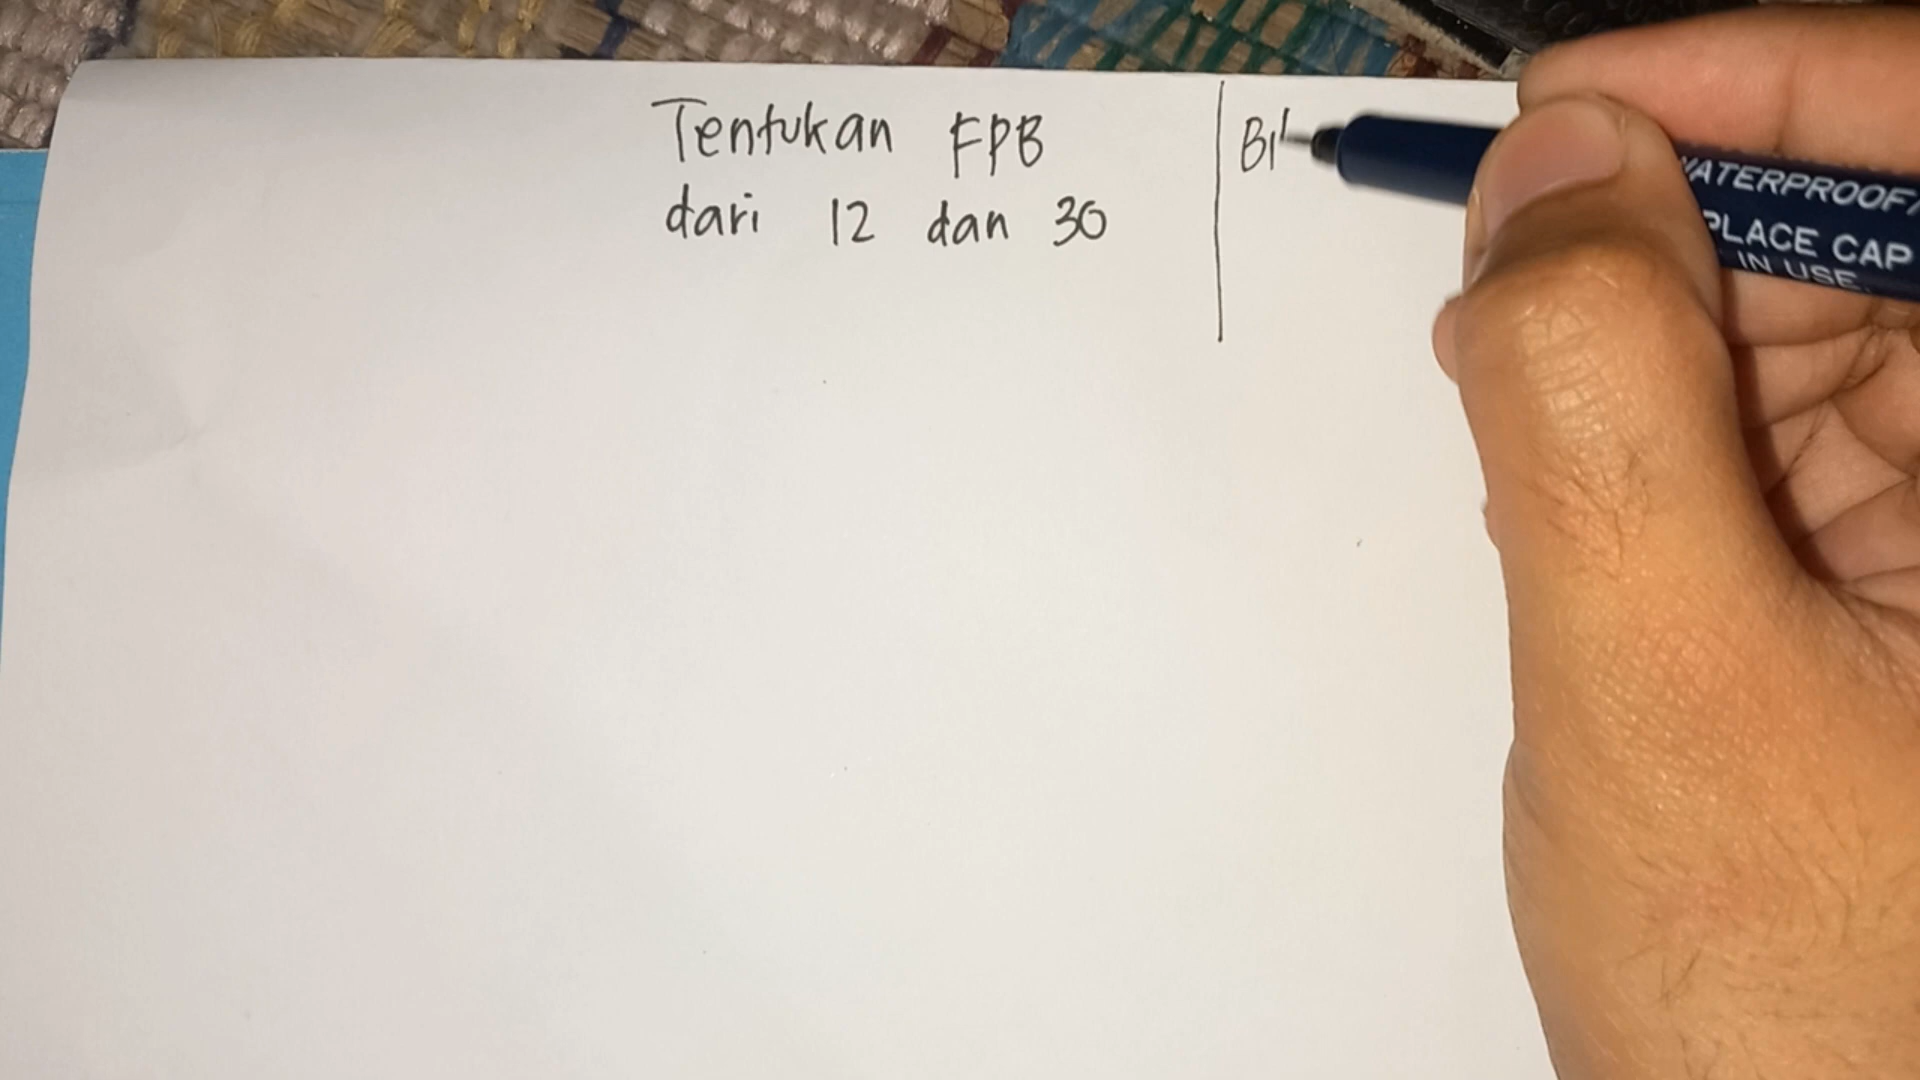 Tentukan FPB
dari 12 dan 30
WATERPROOF/
PLACE CAP
IN USE.